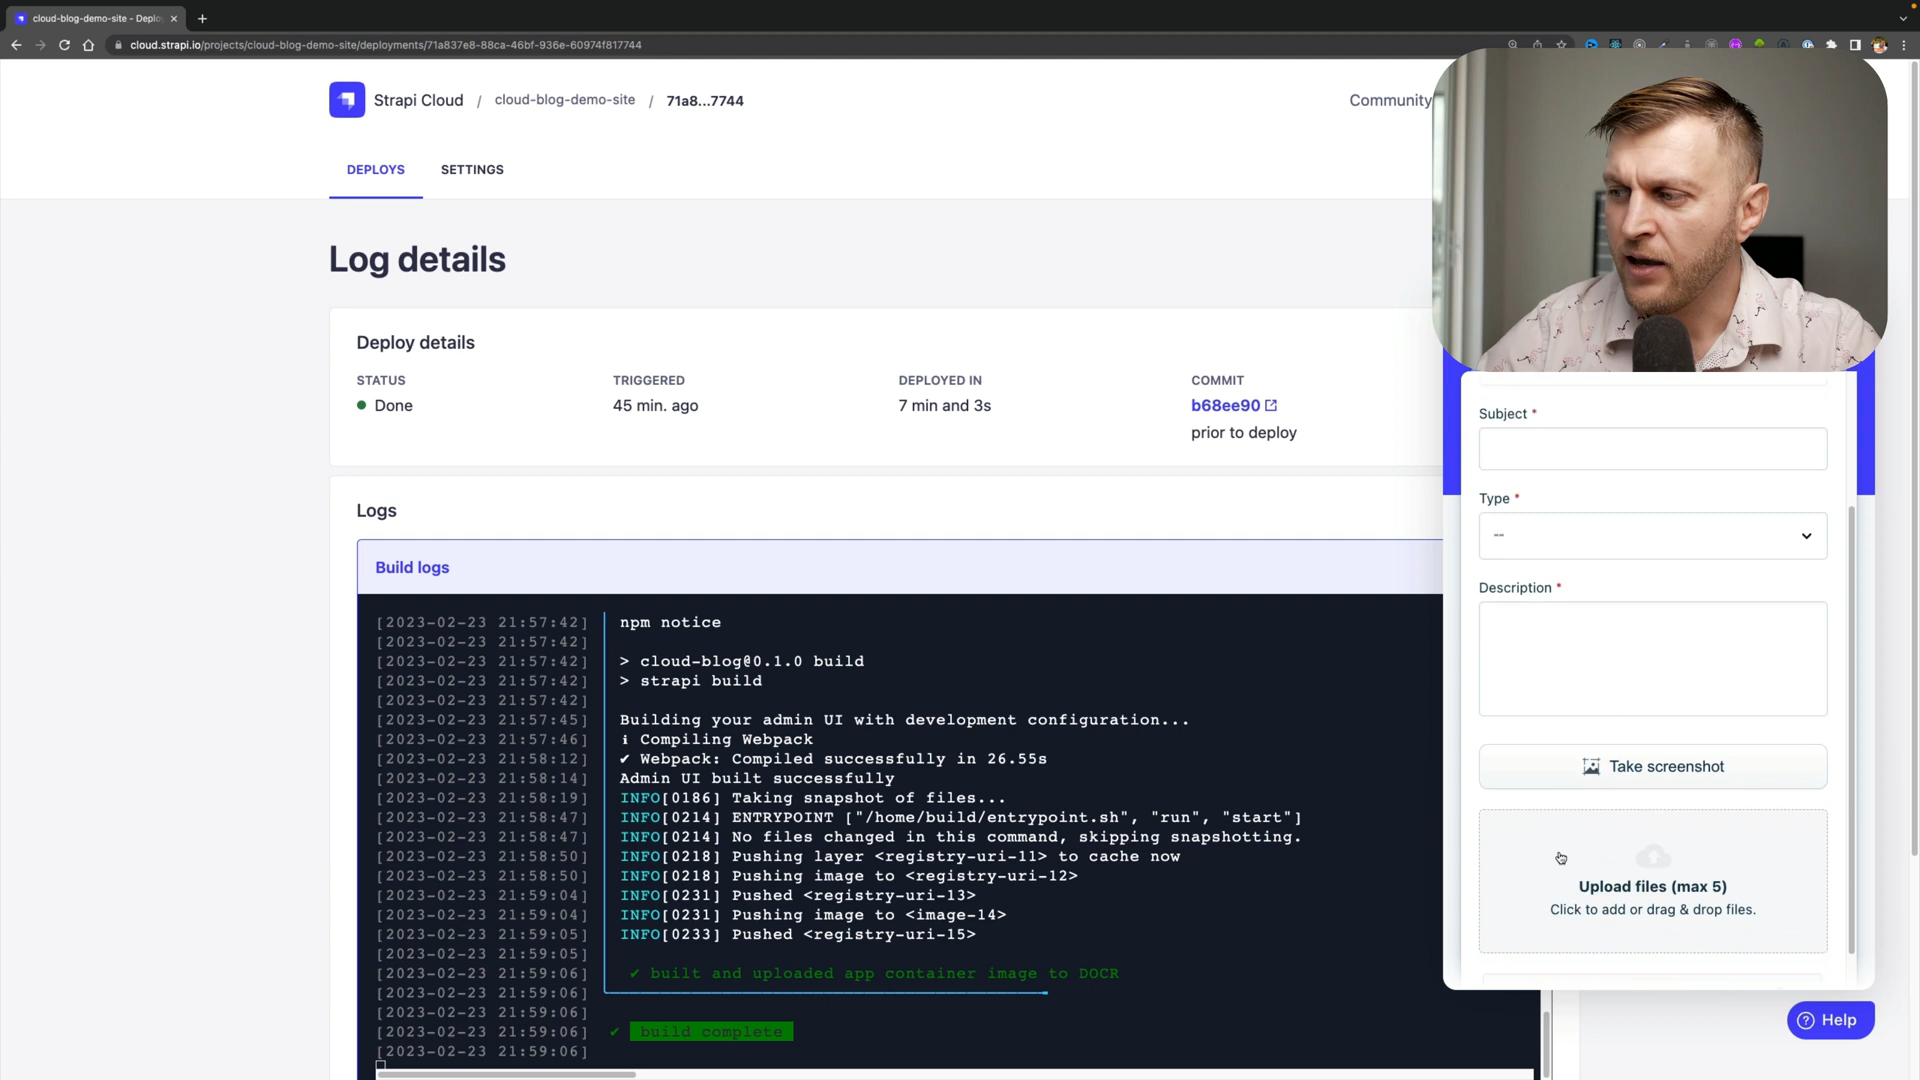 cloud-blog-demo-site - Deplo
cloud.strapi.io/projects/cloud-blog-demo-site/deployments/71a837e8-88ca-46bf-936e-60974f817744
Strapi Cloud / cloud-blog-demo-site / 71a8...7744
Community
DEPLOYS SETTINGS
Log details
Deploy details
STATUS TRIGGERED DEPLOYED IN COMMIT
Done 45 min. ago 7 min and 3s b68ee90
prior to deploy
Logs
Build logs
[2023-02-23 21:57:42] npm notice
[2023-02-23 21:57:42]
[2023-02-23 21:57:42] > cloud-blog@0.1.0 build
[2023-02-23 21:57:42] > strapi build
[2023-02-23 21:57:42]
[2023-02-23 21:57:45] Building your admin UI with development configuration...
[2023-02-23 21:57:46] ℹ Compiling Webpack
[2023-02-23 21:58:12] ✔ Webpack: Compiled successfully in 26.55s
[2023-02-23 21:58:14] Admin UI built successfully
[2023-02-23 21:58:19] INFO[0186] Taking snapshot of files...
[2023-02-23 21:58:47] INFO[0214] ENTRYPOINT ["/home/build/entrypoint.sh", "run", "start"]
[2023-02-23 21:58:47] INFO[0214] No files changed in this command, skipping snapshotting.
[2023-02-23 21:58:50] INFO[0218] Pushing layer <registry-uri-11> to cache now
[2023-02-23 21:58:50] INFO[0218] Pushing image to <registry-uri-12>
[2023-02-23 21:59:04] INFO[0231] Pushed <registry-uri-13>
[2023-02-23 21:59:04] INFO[0231] Pushing image to <image-14>
[2023-02-23 21:59:05] INFO[0233] Pushed <registry-uri-15>
[2023-02-23 21:59:05]
[2023-02-23 21:59:06] ✔ built and uploaded app container image to DOCR
[2023-02-23 21:59:06]
[2023-02-23 21:59:06]
[2023-02-23 21:59:06] ✔ build complete
[2023-02-23 21:59:06]
Subject *
Type *
--
Description *
Take screenshot
Upload files (max 5)
Click to add or drag & drop files.
Help